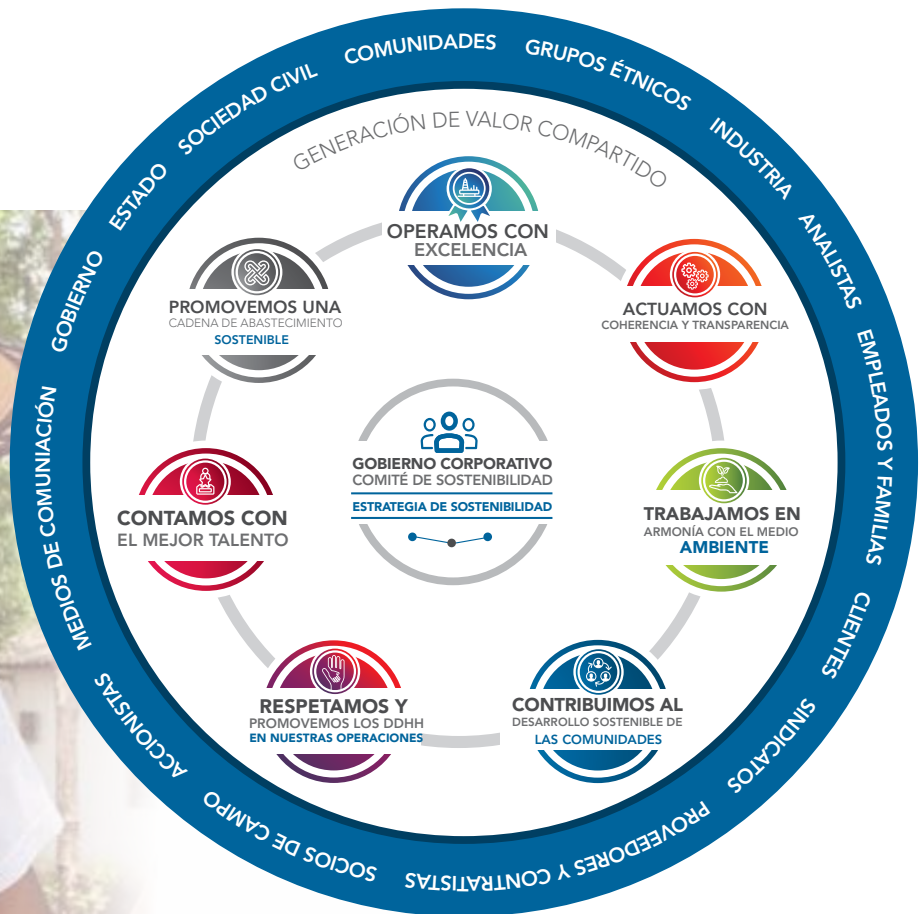 COMUNIDADES
GRUPOS ÉTNICOS
INDUSTRIA
ANALISTAS
EMPLEADOS Y FAMILIAS
CLIENTES
SINDICATOS
PROVEEDORES Y CONTRATISTAS
SOCIOS DE CAMPO
ACCIONISTAS
MEDIOS DE COMUNIACIÓN
GOBIERNO
ESTADO
SOCIEDAD CIVIL
GENERACIÓN DE VALOR COMPARTIDO
OPERAMOS CON
EXCELENCIA
ACTUAMOS CON
COHERENCIA Y TRANSPARENCIA
TRABAJAMOS EN
ARMONÍA CON EL MEDIO
AMBIENTE
CONTRIBUIMOS AL
DESARROLLO SOSTENIBLE DE
LAS COMUNIDADES
RESPETAMOS Y
PROMOVEMOS LOS DDHH
EN NUESTRAS OPERACIONES
CONTAMOS CON
EL MEJOR TALENTO
PROMOVEMOS UNA
CADENA DE ABASTECIMIENTO
SOSTENIBLE
GOBIERNO CORPORATIVO
COMITÉ DE SOSTENIBILIDAD
ESTRATEGIA DE SOSTENIBILIDAD